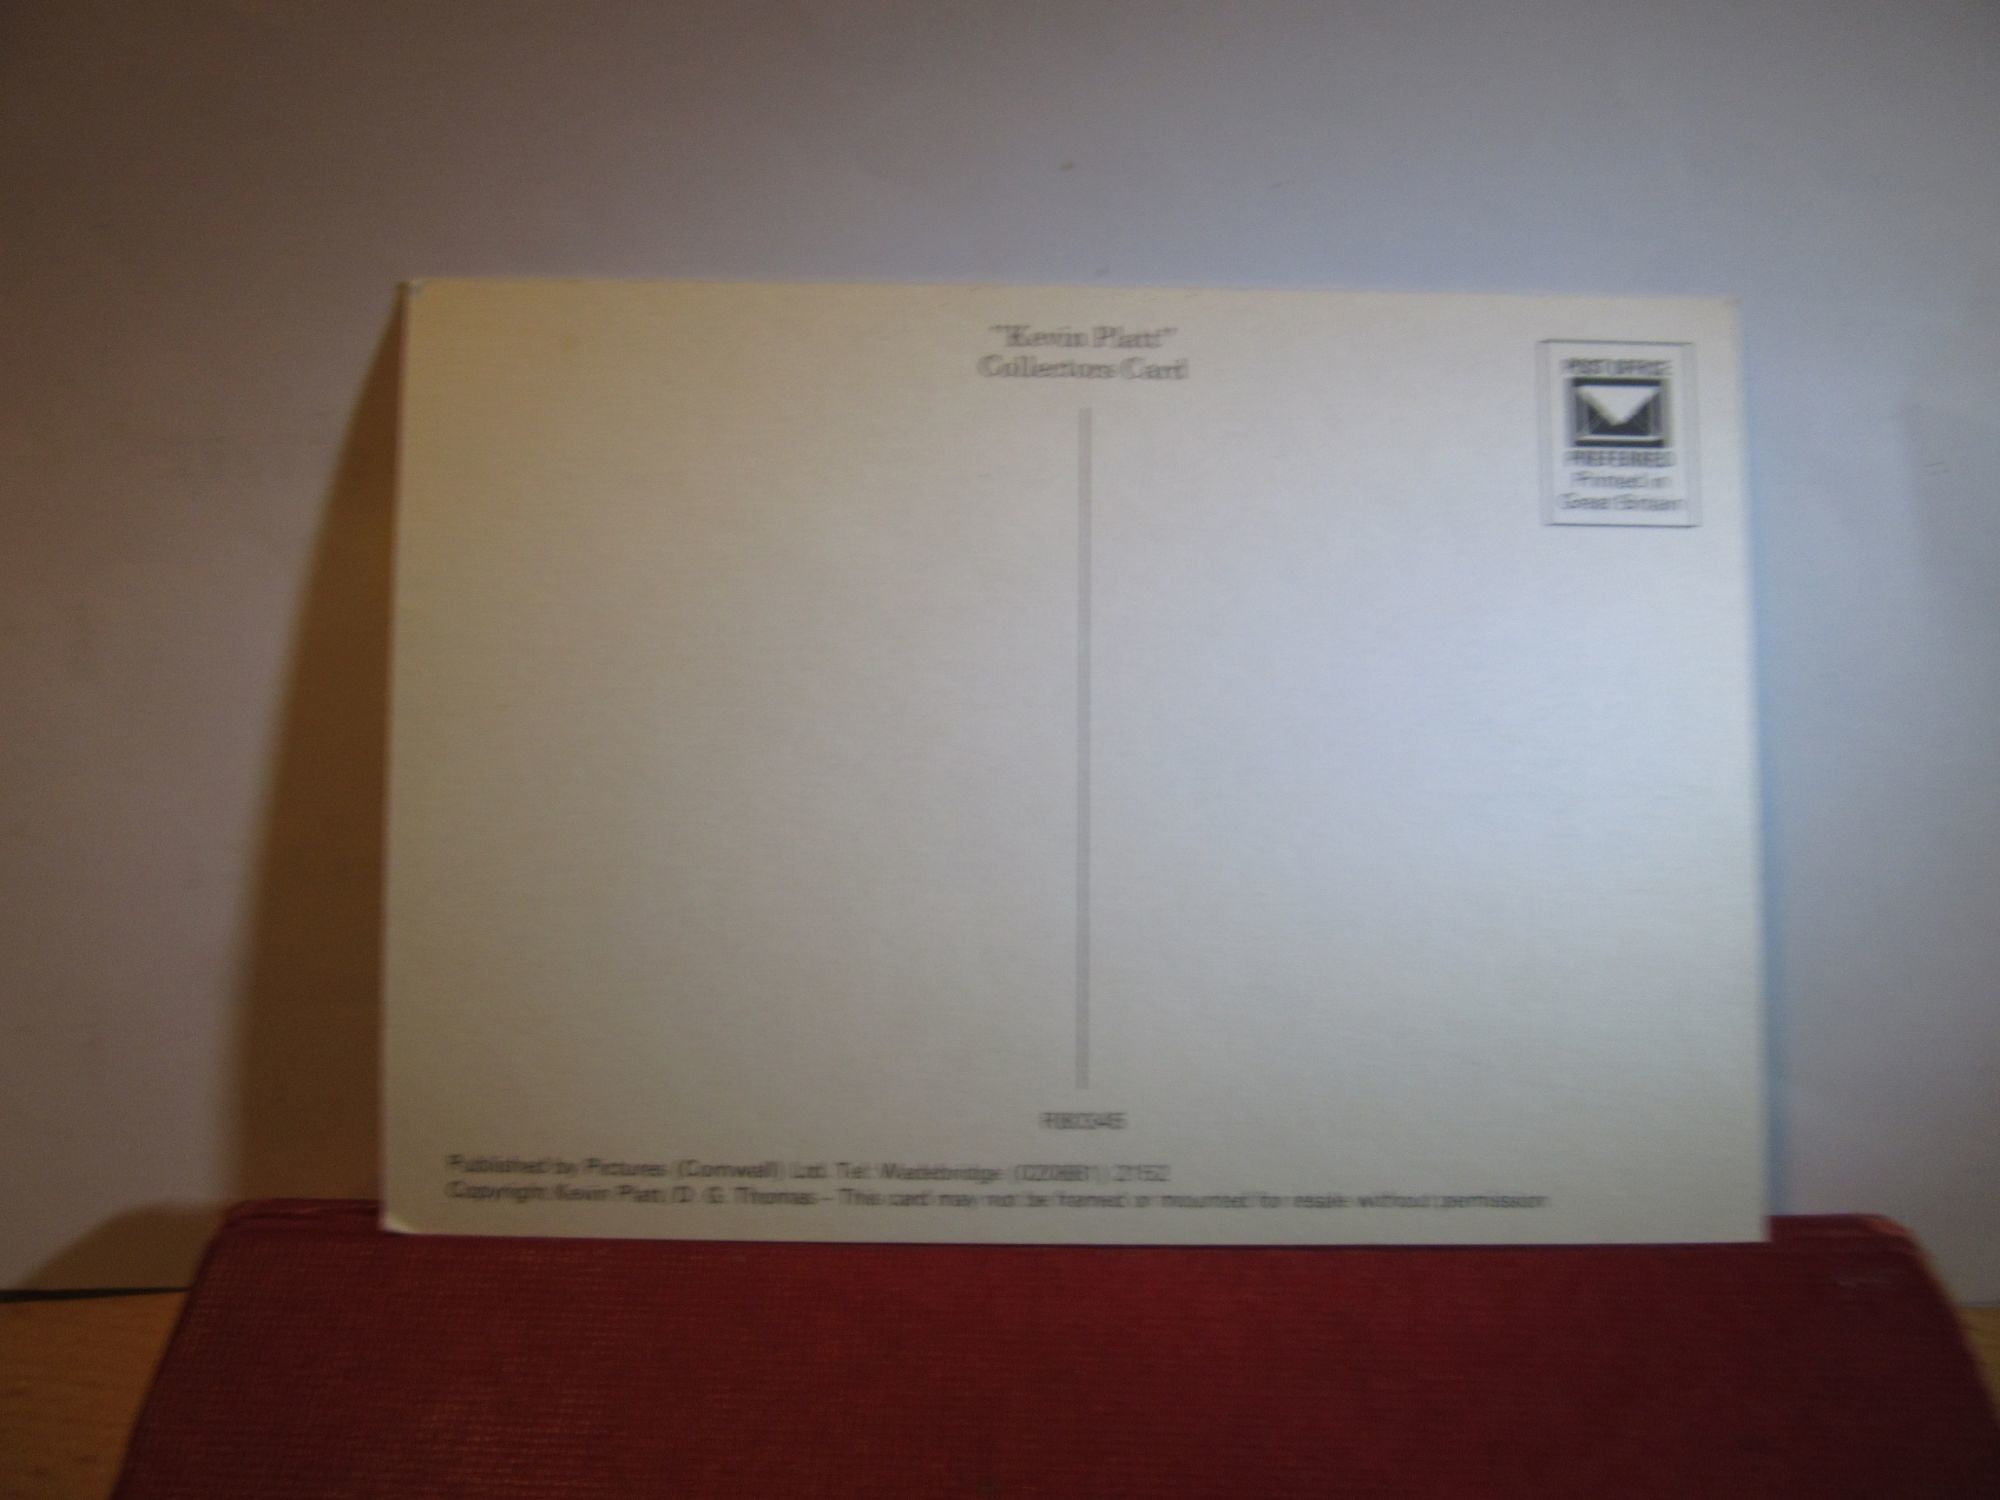 "Kevin Platt"
Collectors Card
POST OFFICE
PREFERRED
Printed in
Great Britain
Published by Pictures (Cornwall) Ltd. Tel: Wadebridge
Copyright Kevin Platt / D. G. Thomas – This card may not be framed or mounted for resale without permission